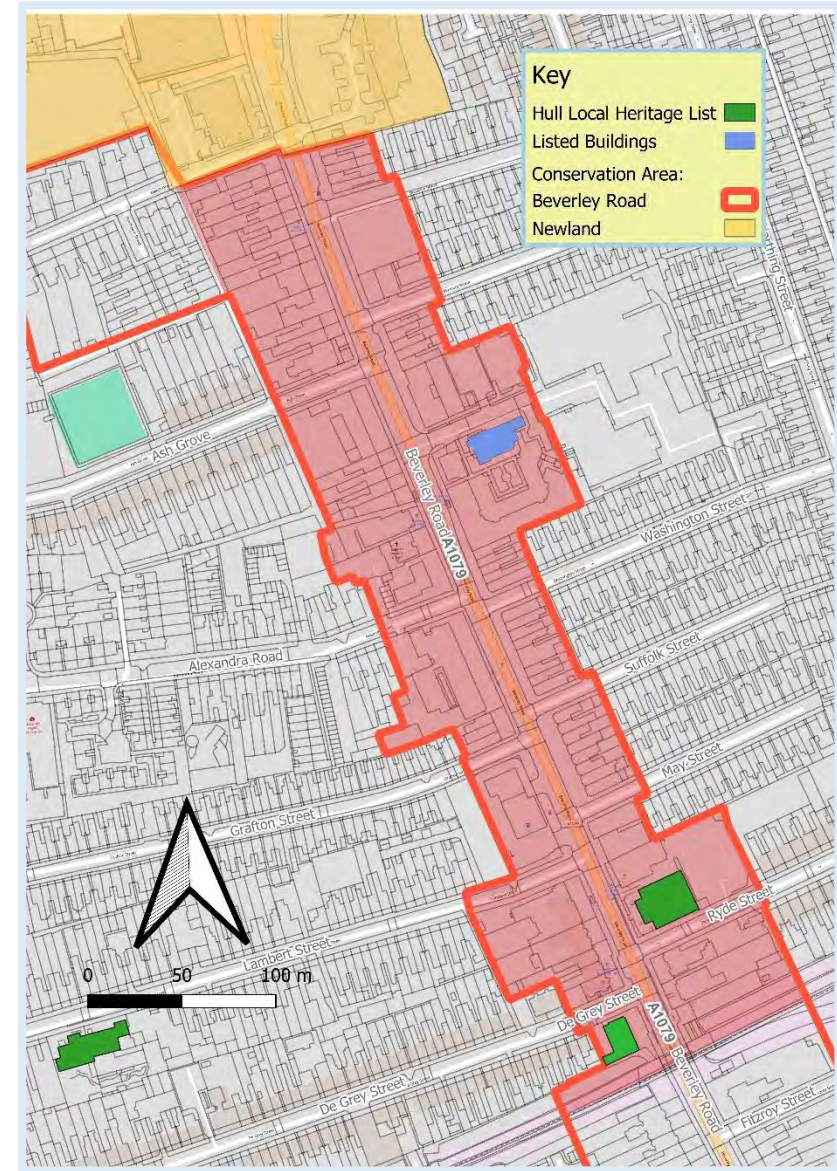 Key
Hull Local Heritage List
Listed Buildings
Conservation Area:
Beverley Road
Newland
Ash Grove
Beverley Road
A1079
Washington Street
Alexandra Road
Suffolk Street
May Street
Grafton Street
Ryde Street
Lambert Street
0 50 100 m
De Grey Street
De Grey Street
A1079
Beverley Road
Fitzroy Street